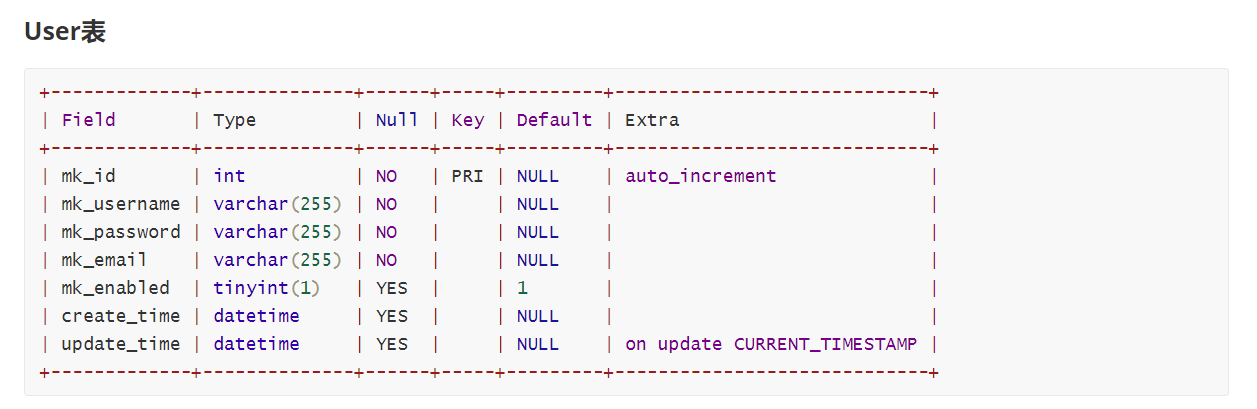 User表
+-------------+--------------+------+-----+---------+-----------------------------+
| Field       | Type         | Null | Key | Default | Extra                       |
+-------------+--------------+------+-----+---------+-----------------------------+
| mk_id       | int          | NO   | PRI | NULL    | auto_increment              |
| mk_username | varchar(255) | NO   |     | NULL    |                             |
| mk_password | varchar(255) | NO   |     | NULL    |                             |
| mk_email    | varchar(255) | NO   |     | NULL    |                             |
| mk_enabled  | tinyint(1)   | YES  |     | 1       |                             |
| create_time | datetime     | YES  |     | NULL    |                             |
| update_time | datetime     | YES  |     | NULL    | on update CURRENT_TIMESTAMP |
+-------------+--------------+------+-----+---------+-----------------------------+